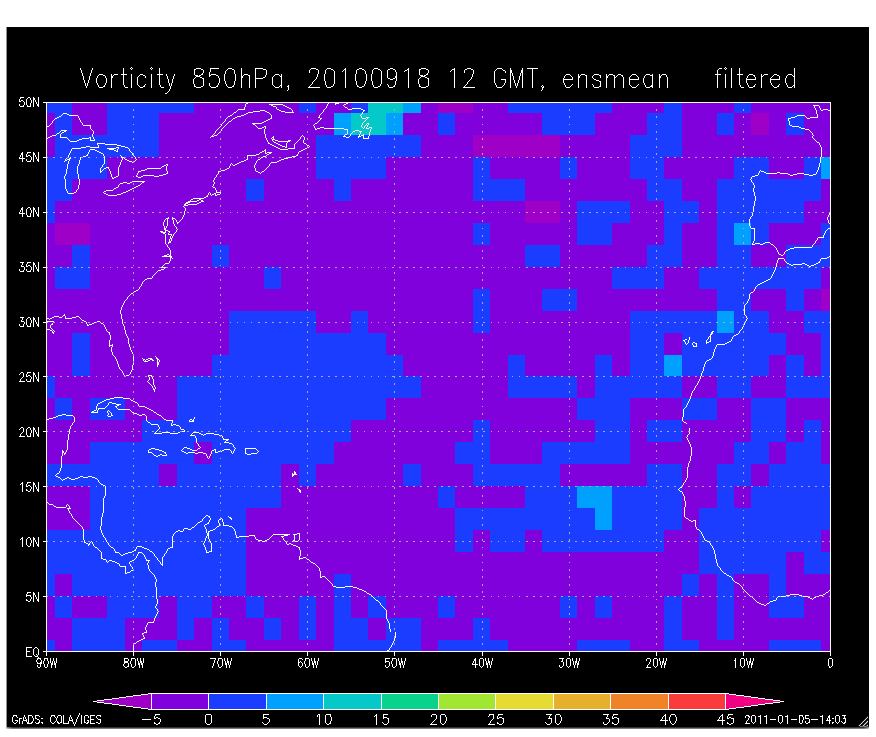 Vorticity 850hPa, 20100918 12 GMT, ensmean filtered
50N
45N
40N
35N
30N
25N
20N
15N
10N
5N
EQ
90W 80W 70W 60W 50W 40W 30W 20W 10W 0
-5 0 5 10 15 20 25 30 35 40 45
GrADS: COLA/IGES 2011-01-05-14:03